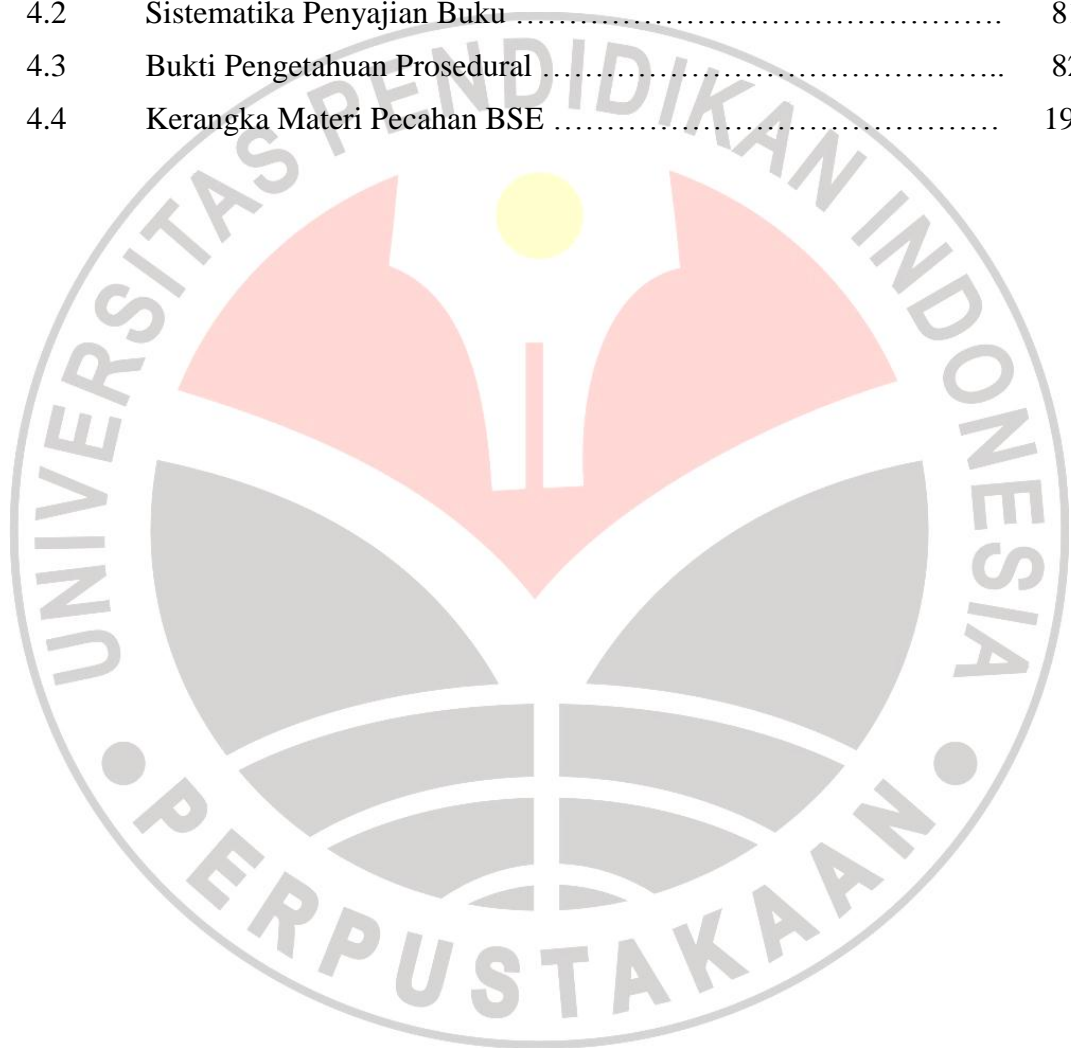 4.2 Sistematika Penyajian Buku ………………………………………. 8
4.3 Bukti Pengetahuan Prosedural …………………………………….. 82
4.4 Kerangka Materi Pecahan BSE …………………………………… 19
UNIVERSITAS PENDIDIKAN INDONESIA
PERPUSTAKAAN